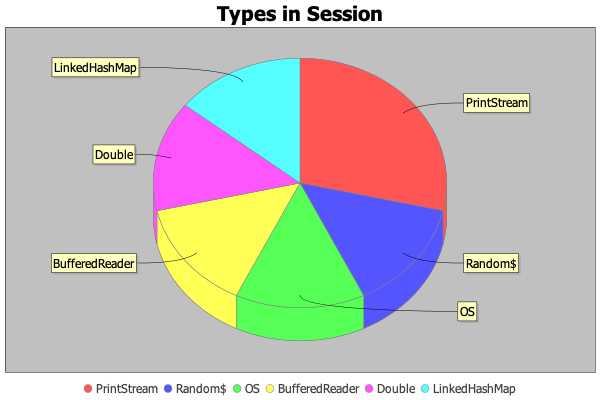 Types in Session
LinkedHashMap
PrintStream
Double
BufferedReader
Random$
OS
PrintStream Random$ OS BufferedReader Double LinkedHashMap